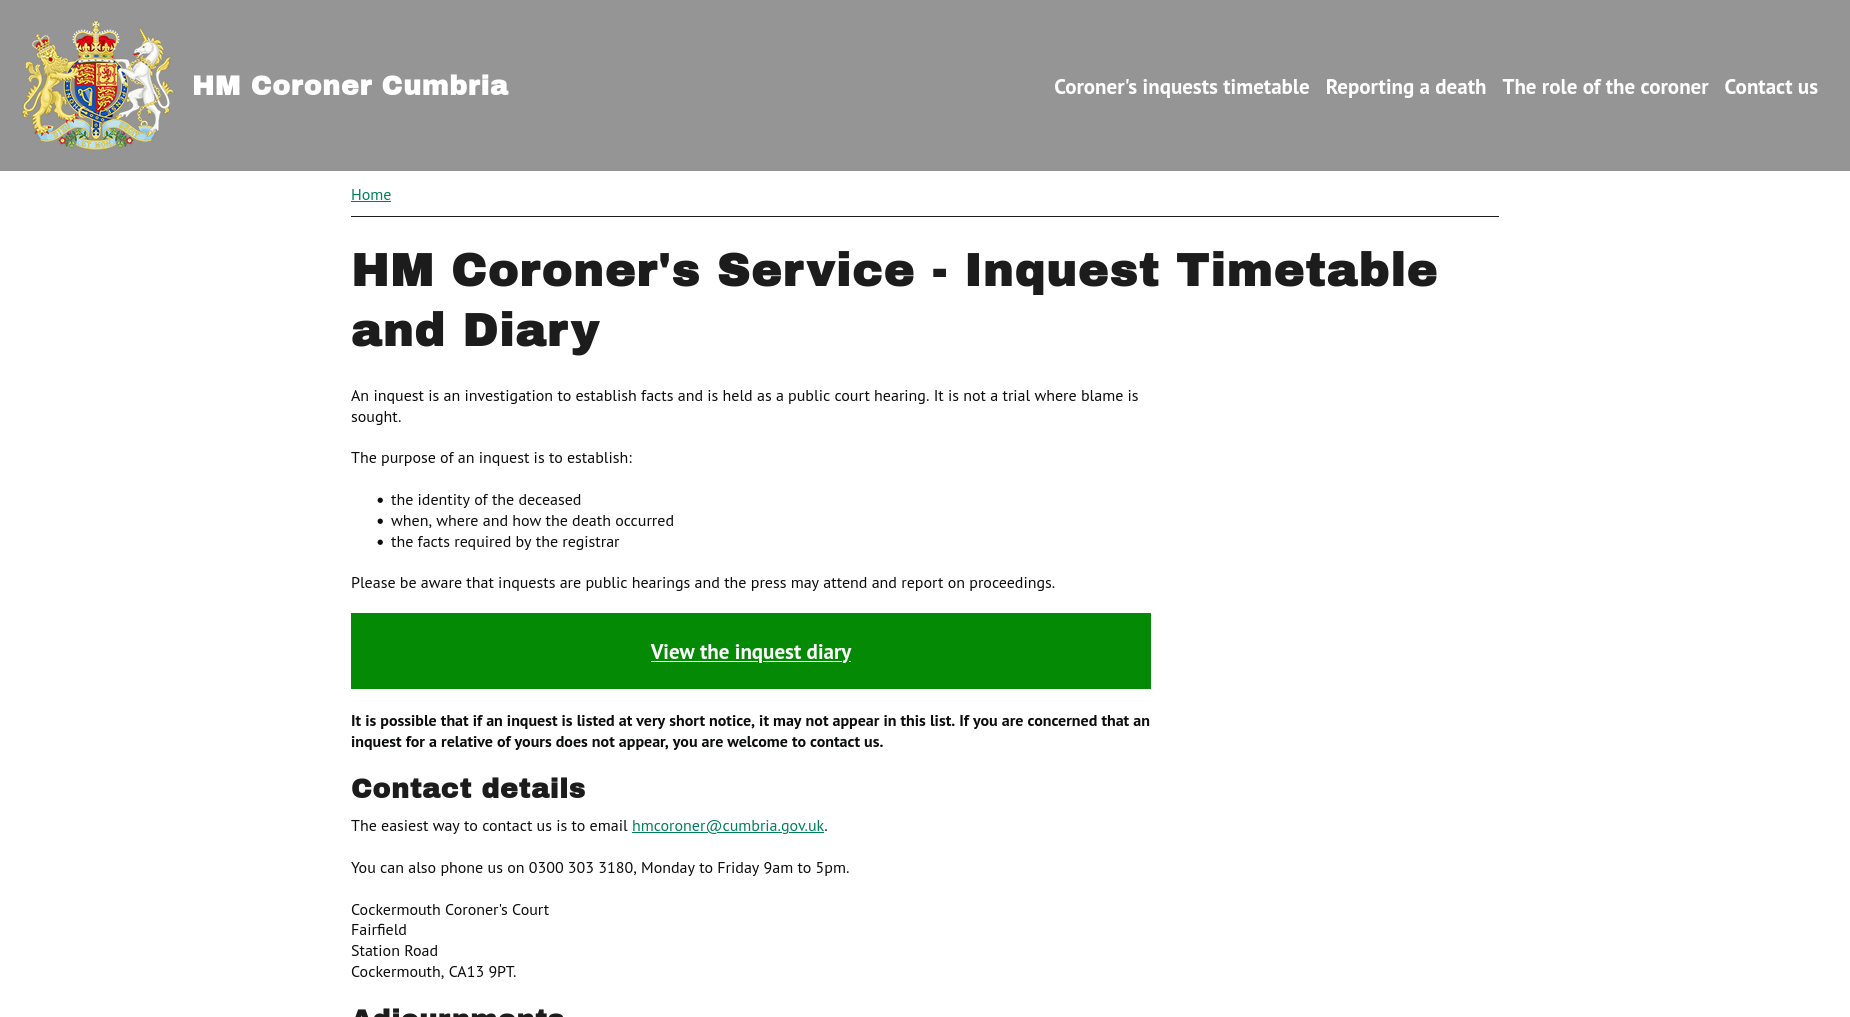 HM Coroner Cumbria
Coroner's inquests timetable Reporting a death The role of the coroner Contact us
Home
HM Coroner's Service - Inquest Timetable
and Diary
An inquest is an investigation to establish facts and is held as a public court hearing. It is not a trial where blame is
sought.
The purpose of an inquest is to establish:
• the identity of the deceased
• when, where and how the death occurred
• the facts required by the registrar
Please be aware that inquests are public hearings and the press may attend and report on proceedings.
View the inquest diary
It is possible that if an inquest is listed at very short notice, it may not appear in this list. If you are concerned that an
inquest for a relative of yours does not appear, you are welcome to contact us.
Contact details
The easiest way to contact us is to email hmcoroner@cumbria.gov.uk.
You can also phone us on 0300 303 3180, Monday to Friday 9am to 5pm.
Cockermouth Coroner's Court
Fairfield
Station Road
Cockermouth, CA13 9PT.
Adjournments